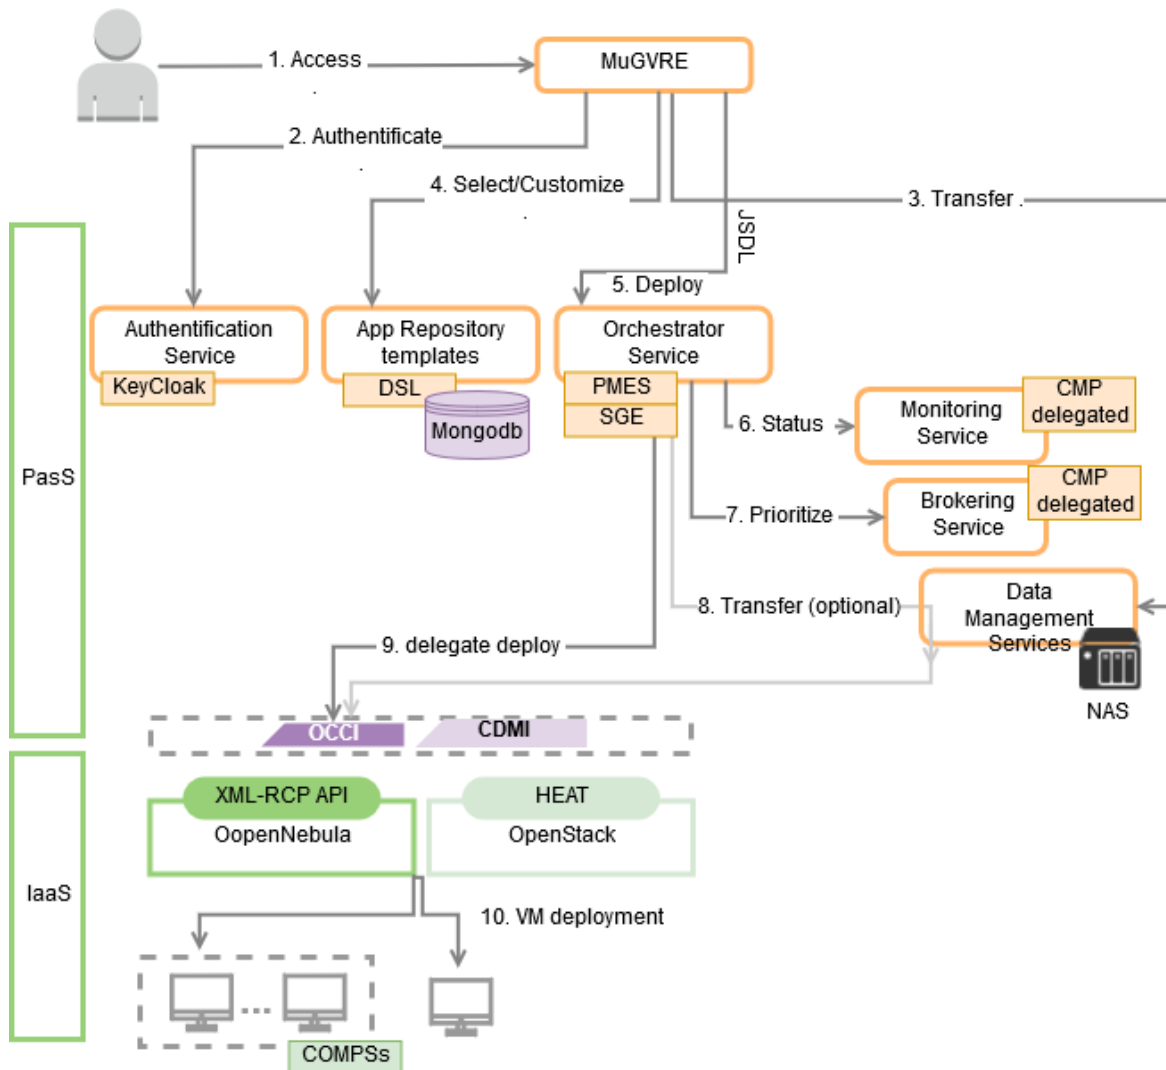 1. Access
.
MuGVRE
2. Authentificate
.
4. Select/Customize
.
3. Transfer .
JSDL
5. Deploy
PasS
Authentification
Service
KeyCloak
App Repository
templates
DSL
Mongodb
Orchestrator
Service
PMES
SGE
6. Status
Monitoring
Service
CMP
delegated
7. Prioritize
Brokering
Service
CMP
delegated
8. Transfer (optional)
Data
Management
Services
NAS
9. delegate deploy
OCCI
CDMI
IaaS
XML-RCP API
OopenNebula
HEAT
OpenStack
10. VM deployment
COMPSs